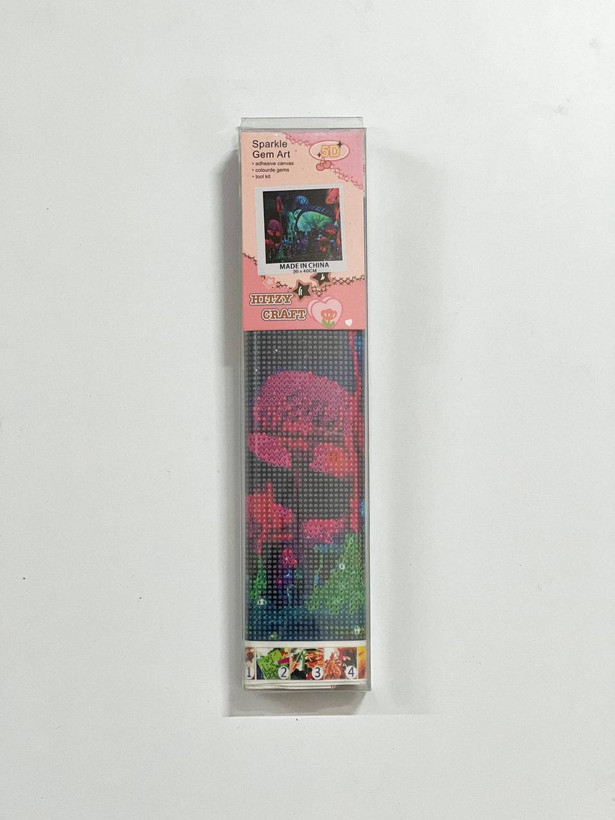 Sparkle
Gem Art
5D
• adhesive canvas
• colourde gems
• tool kit
MADE IN CHINA
30 x 40CM
HITZY
CRAFT
1 2 3 4